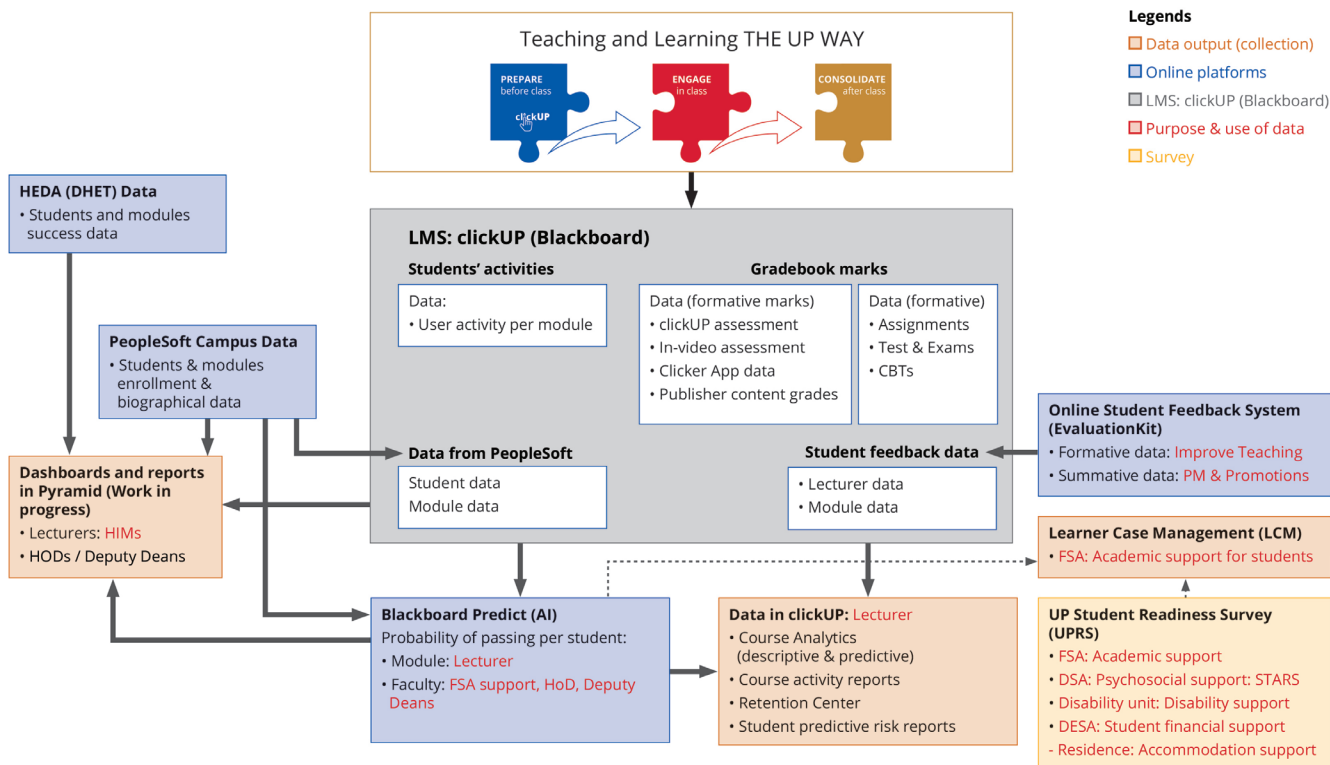 Teaching and Learning THE UP WAY
PREPARE
before class
clickUP
ENGAGE
in class
CONSOLIDATE
after class
Legends
Data output (collection)
Online platforms
LMS: clickUP (Blackboard)
Purpose & use of data
Survey
HEDA (DHET) Data
• Students and modules
success data
PeopleSoft Campus Data
• Students & modules
enrollment &
biographical data
Dashboards and reports
in Pyramid (Work in
progress)
• Lecturers: HIMs
• HODs / Deputy Deans
LMS: clickUP (Blackboard)
Students’ activities
Data:
• User activity per module
Gradebook marks
Data (formative marks)
• clickUP assessment
• In-video assessment
• Clicker App data
• Publisher content grades
Data (formative)
• Assignments
• Test & Exams
• CBTs
Data from PeopleSoft
Student data
Module data
Student feedback data
• Lecturer data
• Module data
Online Student Feedback System
(EvaluationKit)
• Formative data: Improve Teaching
• Summative data: PM & Promotions
Learner Case Management (LCM)
• FSA: Academic support for students
Blackboard Predict (AI)
Probability of passing per student:
• Module: Lecturer
• Faculty: FSA support, HoD, Deputy
Deans
Data in clickUP: Lecturer
• Course Analytics
(descriptive & predictive)
• Course activity reports
• Retention Center
• Student predictive risk reports
UP Student Readiness Survey
(UPRS)
• FSA: Academic support
• DSA: Psychosocial support: STARS
• Disability unit: Disability support
• DESA: Student financial support
- Residence: Accommodation support